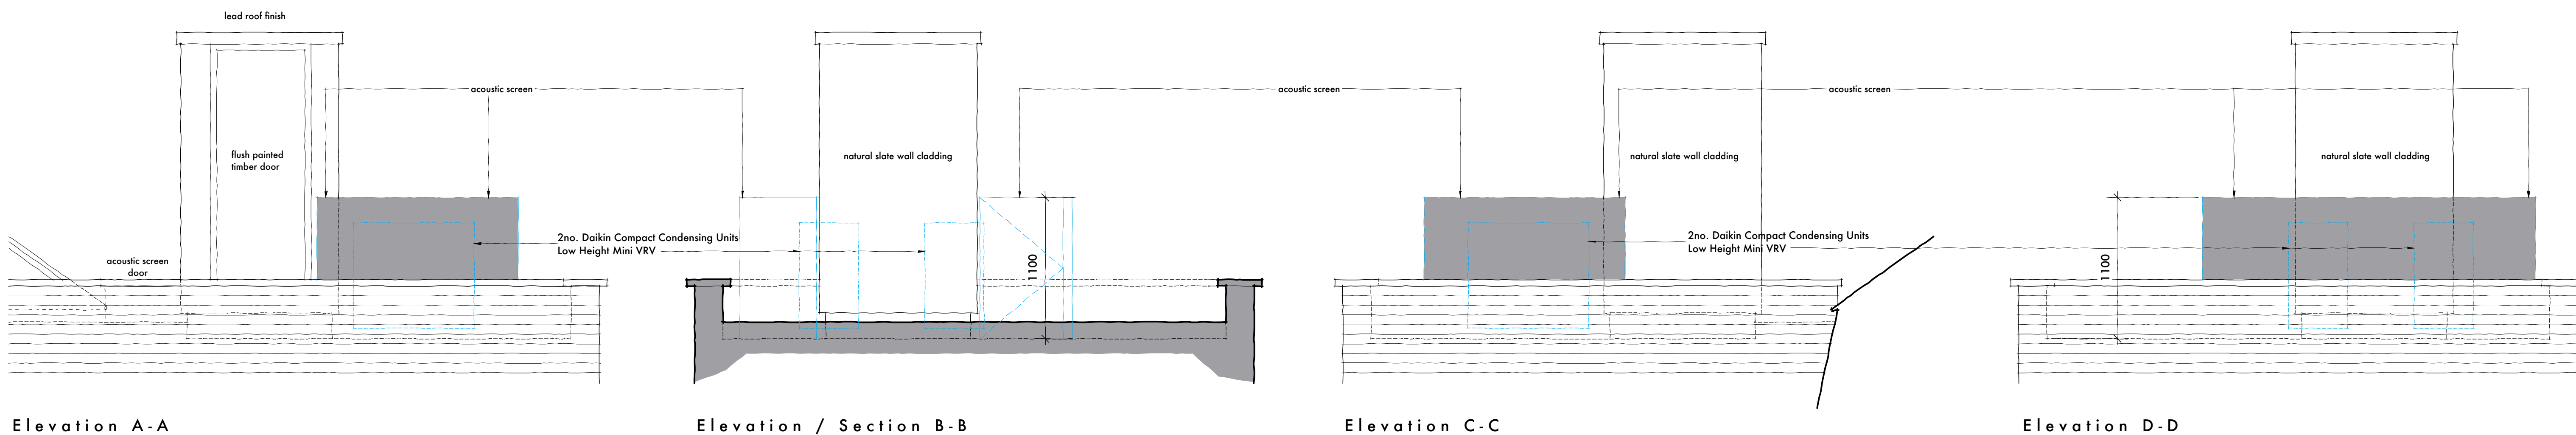 lead roof finish
acoustic screen
acoustic screen
acoustic screen
flush painted
timber door
natural slate wall cladding
natural slate wall cladding
natural slate wall cladding
2no. Daikin Compact Condensing Units
Low Height Mini VRV
2no. Daikin Compact Condensing Units
Low Height Mini VRV
acoustic screen
door
1100
1100
Elevation A-A
Elevation / Section B-B
Elevation C-C
Elevation D-D